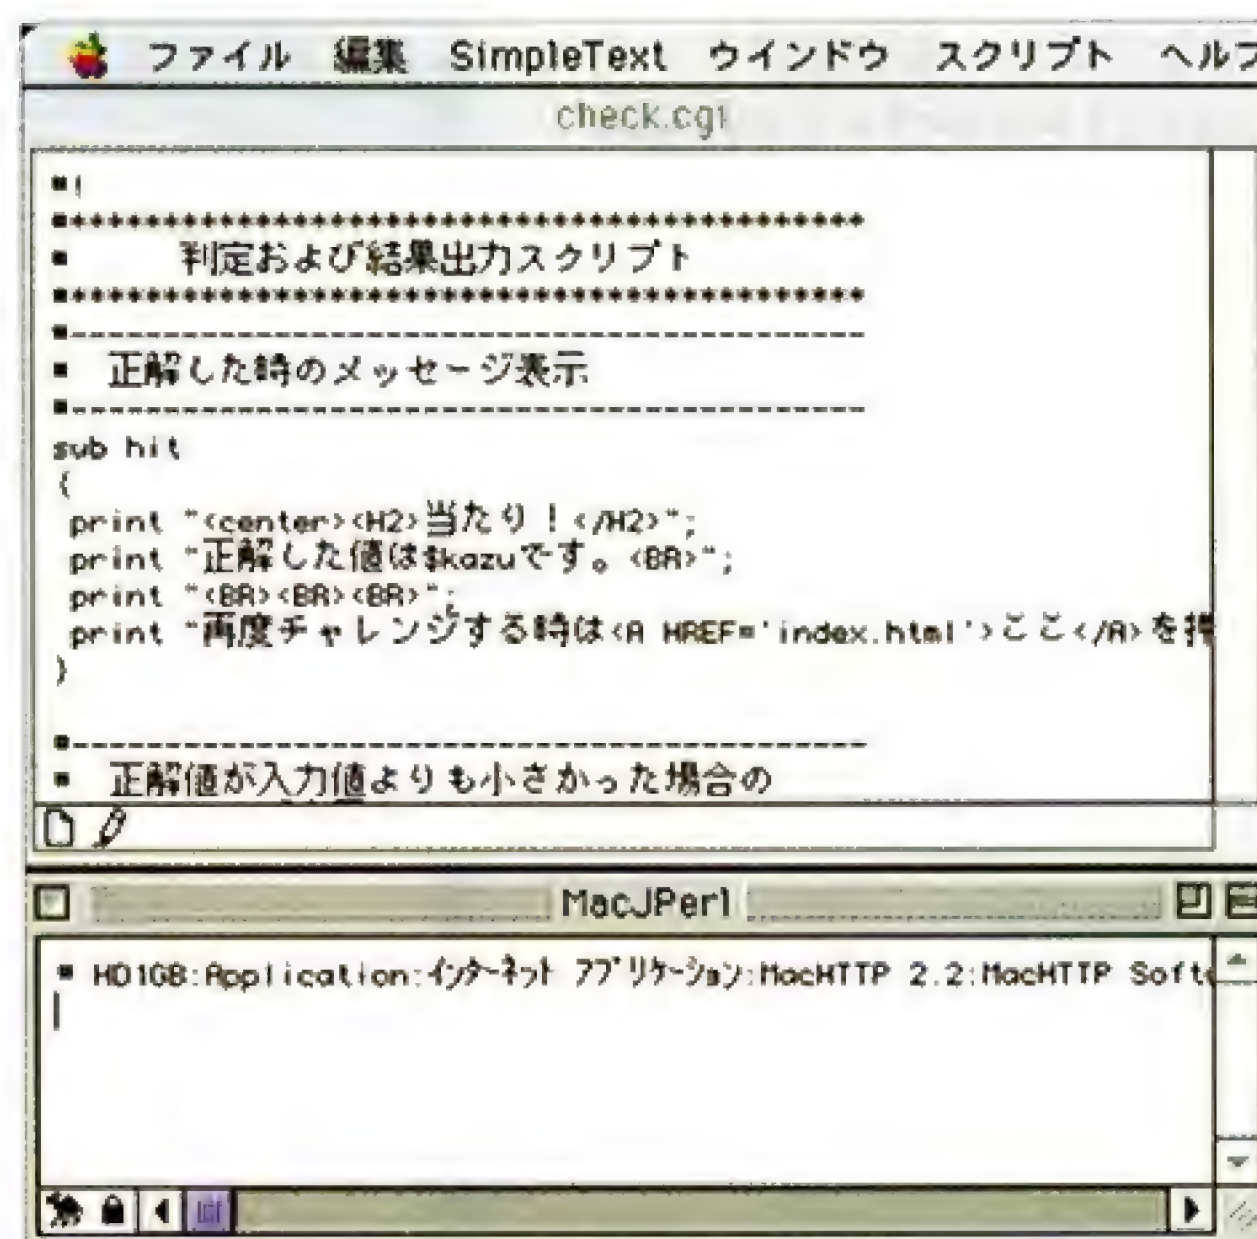 ファイル 編集 SimpleText ウインドウ スクリプト ヘルプ
check.cgi
#!
#******************************************
#      判定および結果出力スクリプト
#******************************************
#------------------------------------------
#  正解した時のメッセージ表示
#------------------------------------------
sub hit
{
 print "<center><H2>当たり！</H2>";
 print "正解した値は$kazuです。<BR>";
 print "<BR><BR><BR>";
 print "再度チャレンジする時は<A HREF='index.html'>ここ</A>を押
}
#------------------------------------------
#  正解値が入力値よりも小さかった場合の
MacJPerl
# HD1GB:Application:インターネット アプリケーション:MacHTTP 2.2:MacHTTP Softw